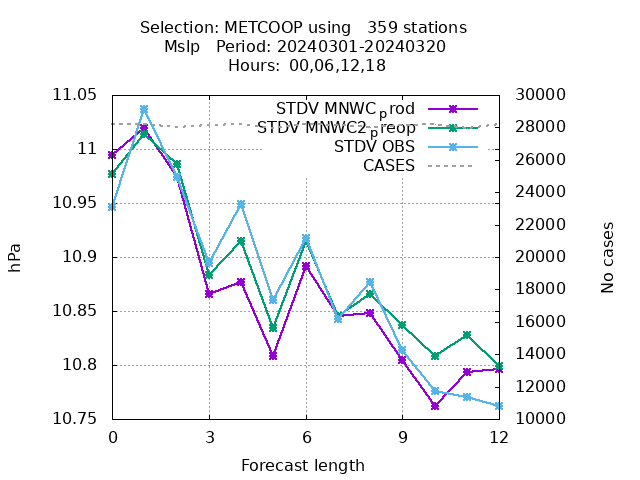 Selection: METCOOP using   359 stations
Mslp   Period: 20240301-20240320
Hours: 00,06,12,18
STDV MNWC_prod
STDV MNWC2_preop
STDV OBS
CASES
11.05
11
10.95
10.9
10.85
10.8
10.75
hPa
30000
28000
26000
24000
22000
20000
18000
16000
14000
12000
10000
No cases
0 3 6 9 12
Forecast length